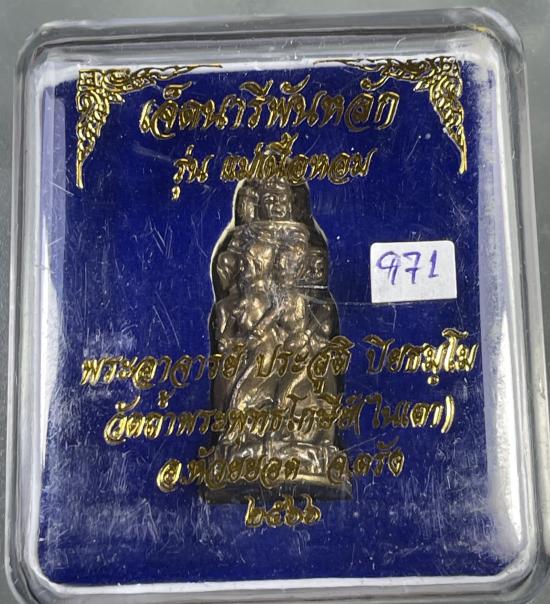 เจ็ดนารีพันหลัก
รุ่น แม่เนื้อหอม
971
พระอาจารย์ ประสูติ ปิยธมฺโม
วัดถ้ำพระพุทธโกษีย์(ในเตา)
อ.ห้วยยอด จ.ตรัง
๒๕๖๖